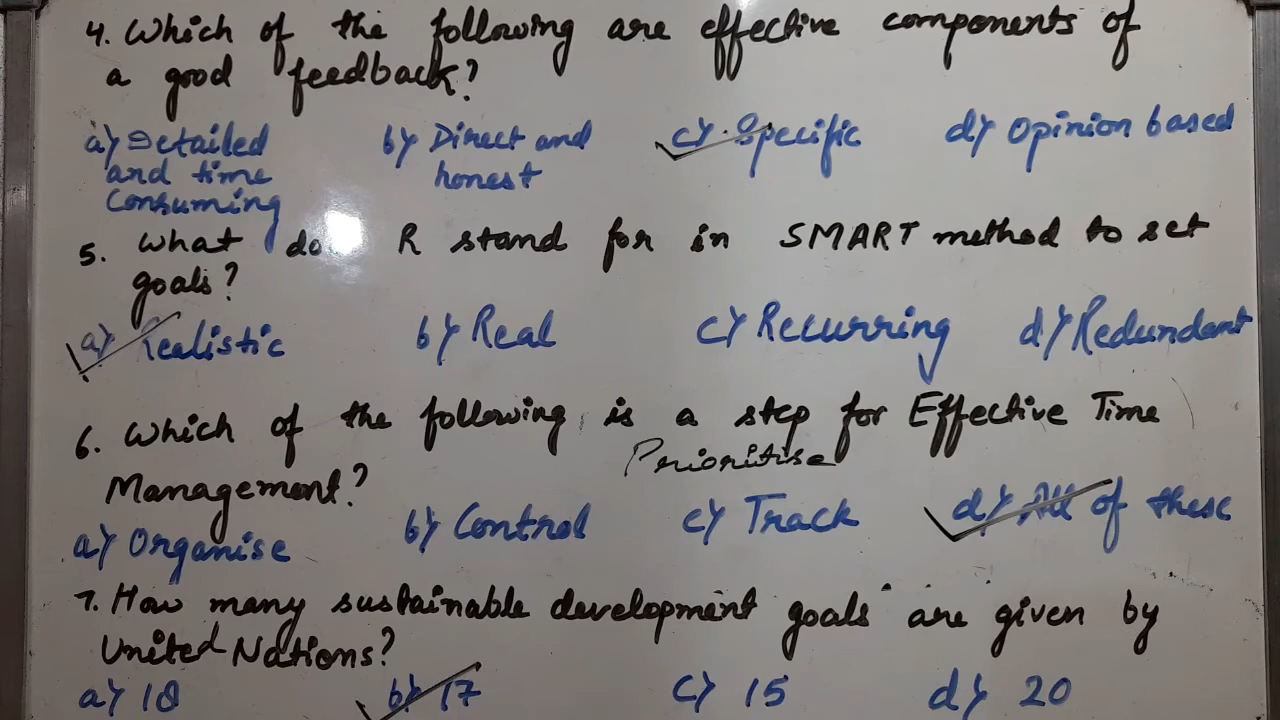 4. Which of the following are effective components of
a good feedback?
a) Detailed and time Consuming b) Direct and honest c) Specific d) Opinion based
5. What do R stand for in SMART method to set
goals?
a) Realistic b) Real c) Recurring d) Redundant
6. Which of the following is a step for Effective Time
Prioritise
Management?
a) Organise b) Control c) Track d) All of these
7. How many sustainable development goals are given by
United Nations?
a) 18 b) 17 c) 15 d) 20